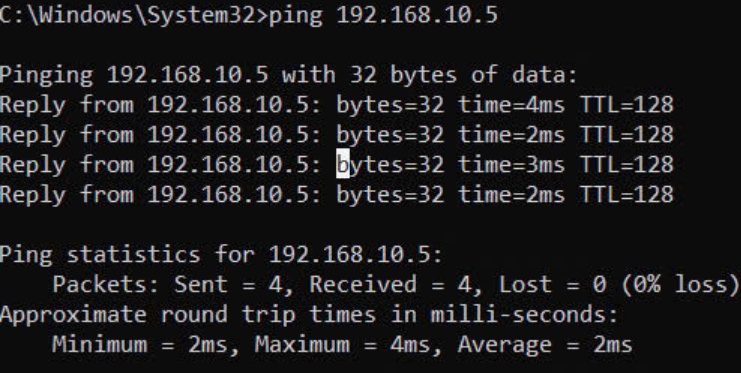 C:\Windows\System32>ping 192.168.10.5
Pinging 192.168.10.5 with 32 bytes of data:
Reply from 192.168.10.5: bytes=32 time=4ms TTL=128
Reply from 192.168.10.5: bytes=32 time=2ms TTL=128
Reply from 192.168.10.5: bytes=32 time=3ms TTL=128
Reply from 192.168.10.5: bytes=32 time=2ms TTL=128
Ping statistics for 192.168.10.5:
    Packets: Sent = 4, Received = 4, Lost = 0 (0% loss)
Approximate round trip times in milli-seconds:
    Minimum = 2ms, Maximum = 4ms, Average = 2ms